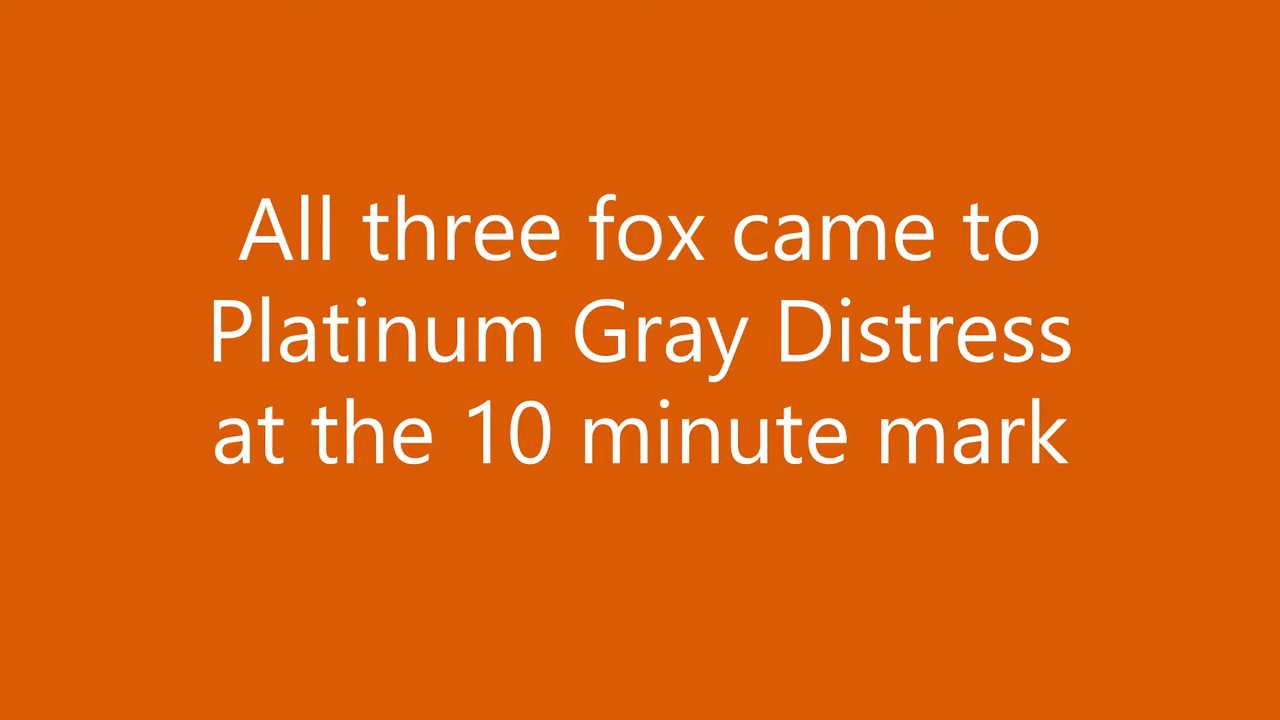 All three fox came to
Platinum Gray Distress
at the 10 minute mark